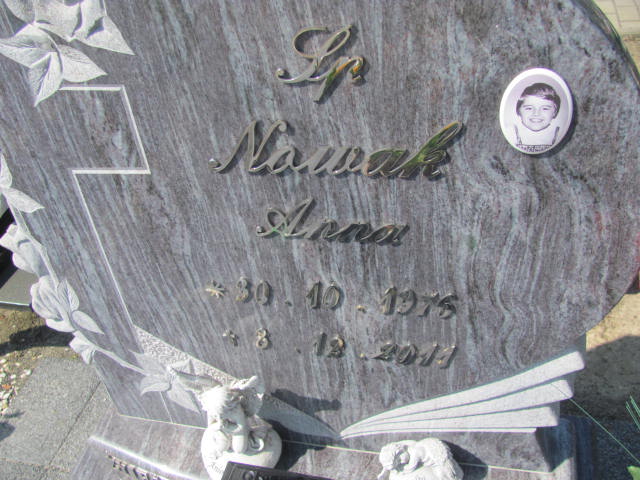 Śp
Nowak
Anna
* 30 . 10 . 1976
+ 8 . 12 . 2011